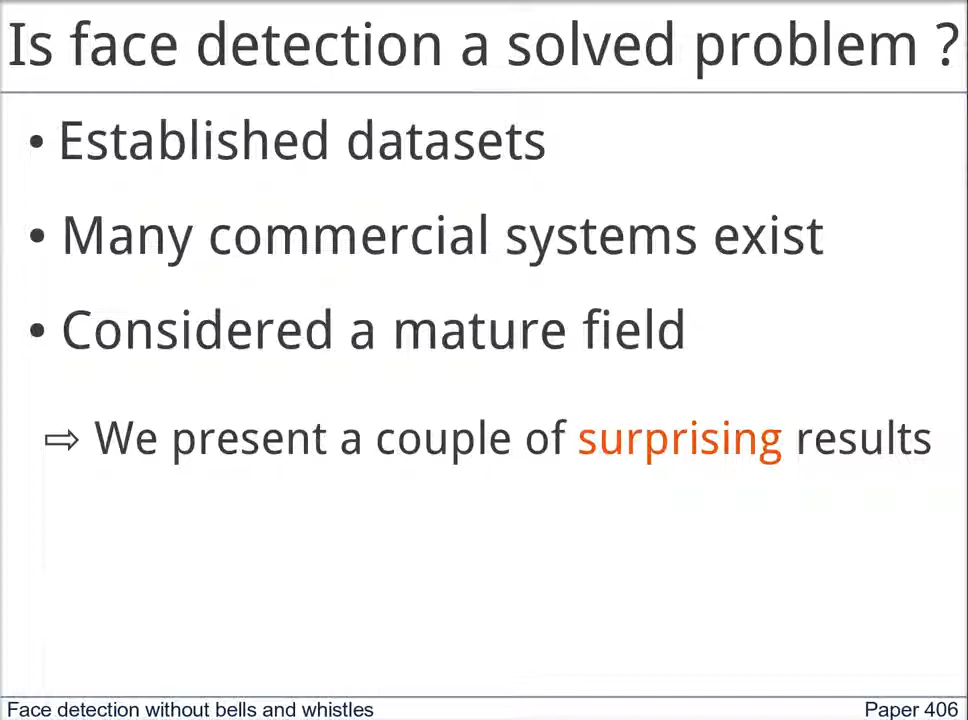 Is face detection a solved problem ?
• Established datasets
• Many commercial systems exist
• Considered a mature field
⇨ We present a couple of surprising results
Face detection without bells and whistles
Paper 406